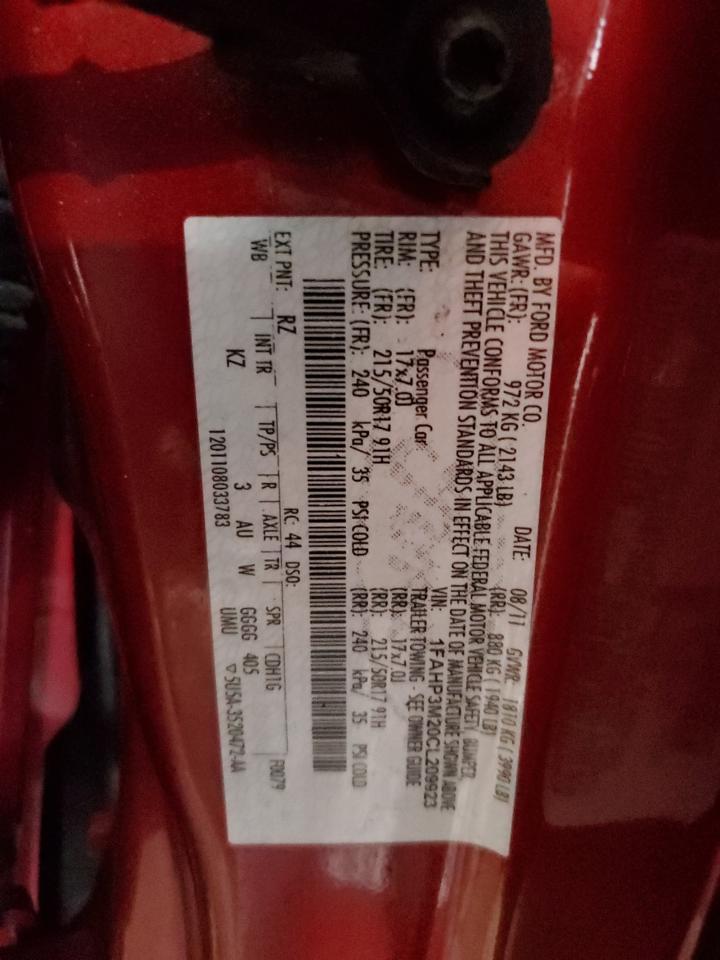 MFD. BY FORD MOTOR CO.
DATE: 08/11 GVWR: 1810 KG ( 3990 LB)
GAWR: (FR): 972 KG ( 2143 LB) (RR): 880 KG ( 1940 LB)
THIS VEHICLE CONFORMS TO ALL APPLICABLE FEDERAL MOTOR VEHICLE SAFETY, BUMPER,
AND THEFT PREVENTION STANDARDS IN EFFECT ON THE DATE OF MANUFACTURE SHOWN ABOVE
VIN: 1FAHP3M20CL209923
TYPE: Passenger Car TRAILER TOWING - SEE OWNER GUIDE
RIM: (FR): 17x7.0J (RR): 17x7.0J
TIRE: (FR): 215/50R17 91H (RR): 215/50R17 91H
PRESSURE: (FR): 240 kPa/ 35 PSI COLD (RR): 240 kPa/ 35 PSI COLD
EXT PNT: RZ RC: 44 DSO: F0079
WB INT TR TP/PS R AXLE TR SPR CDH1G
KZ 3 AU W GGGG 405
UMU
1201108033783 ▽ 5U5A-3520472-AA